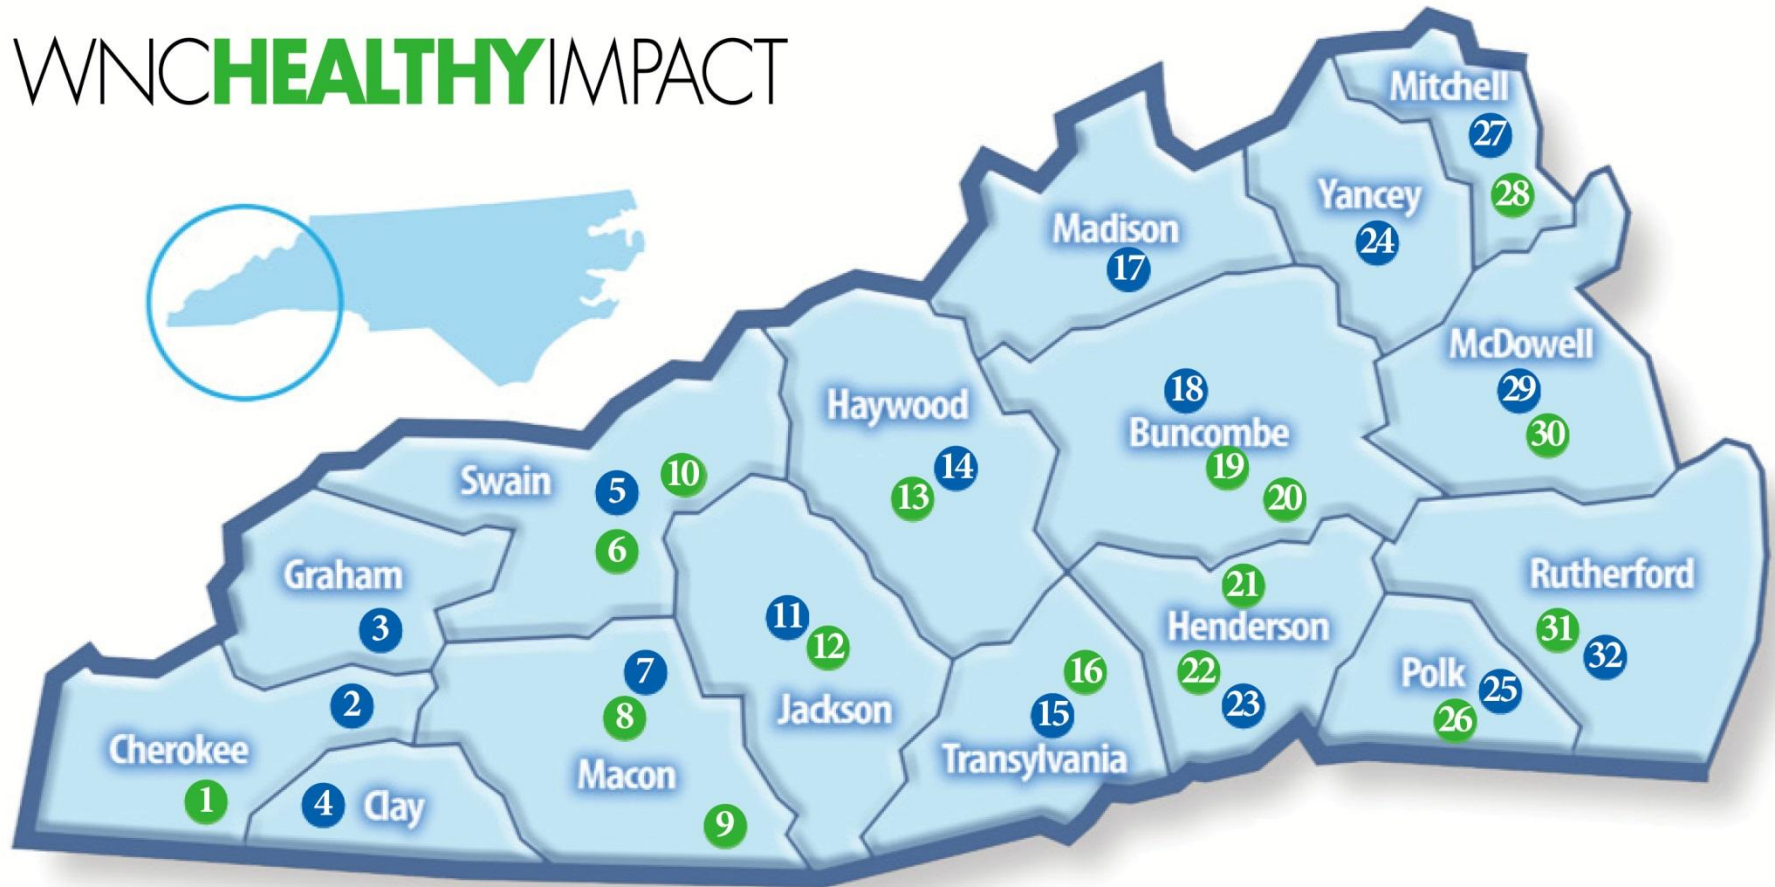 WNCHEALTHYIMPACT
Mitchell
27
28
Yancey
24
Madison
17
McDowell
29
30
Haywood
14
13
18
Buncombe
19
20
Swain
5
10
6
Graham
3
11
12
Jackson
21
Henderson
22
23
Rutherford
31
32
Polk
25
26
7
8
Macon
9
16
15
Transylvania
2
Cherokee
1
4 Clay